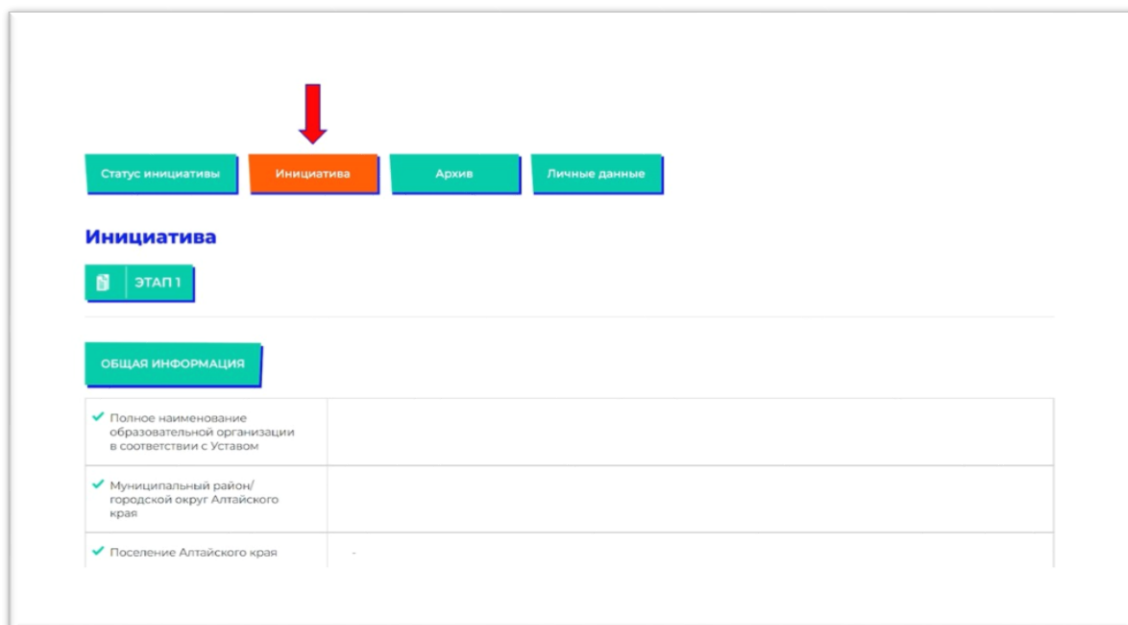 Статус инициативы Инициатива Архив Личные данные
Инициатива
ЭТАП 1
ОБЩАЯ ИНФОРМАЦИЯ
Полное наименование
образовательной организации
в соответствии с Уставом
Муниципальный район/
городской округ Алтайского
края
Поселение Алтайского края -